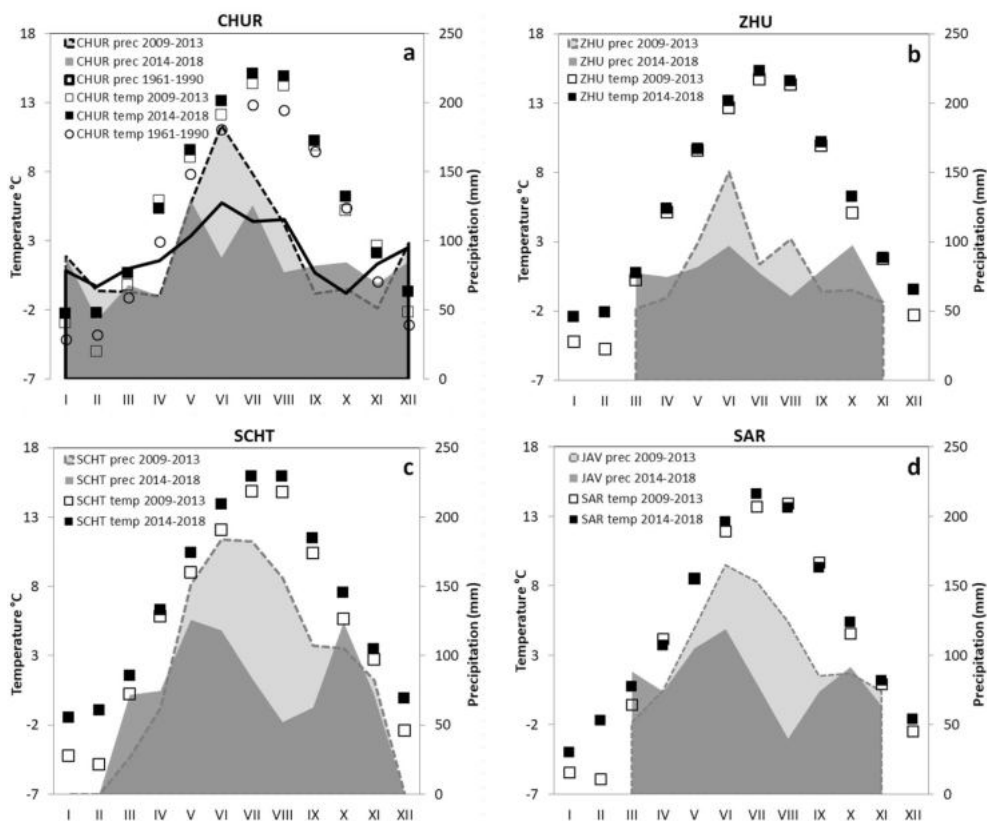 CHUR
a
18
13
8
3
-2
-7
Temperature °C
CHUR prec 2009-2013
CHUR prec 2014-2018
CHUR prec 1961-1990
CHUR temp 2009-2013
CHUR temp 2014-2018
CHUR temp 1961-1990
250
200
150
100
50
0
Precipitation (mm)
I II III IV V VI VII VIII IX X XI XII
ZHU
b
18
13
8
3
-2
-7
Temperature °C
ZHU prec 2009-2013
ZHU prec 2014-2018
ZHU temp 2009-2013
ZHU temp 2014-2018
250
200
150
100
50
0
Precipitation (mm)
I II III IV V VI VII VIII IX X XI XII
SCHT
c
18
13
8
3
-2
-7
Temperature °C
SCHT prec 2009-2013
SCHT prec 2014-2018
SCHT temp 2009-2013
SCHT temp 2014-2018
250
200
150
100
50
0
Precipitation (mm)
I II III IV V VI VII VIII IX X XI XII
SAR
d
18
13
8
3
-2
-7
Temperature °C
JAV prec 2009-2013
JAV prec 2014-2018
SAR temp 2009-2013
SAR temp 2014-2018
250
200
150
100
50
0
Precipitation (mm)
I II III IV V VI VII VIII IX X XI XII